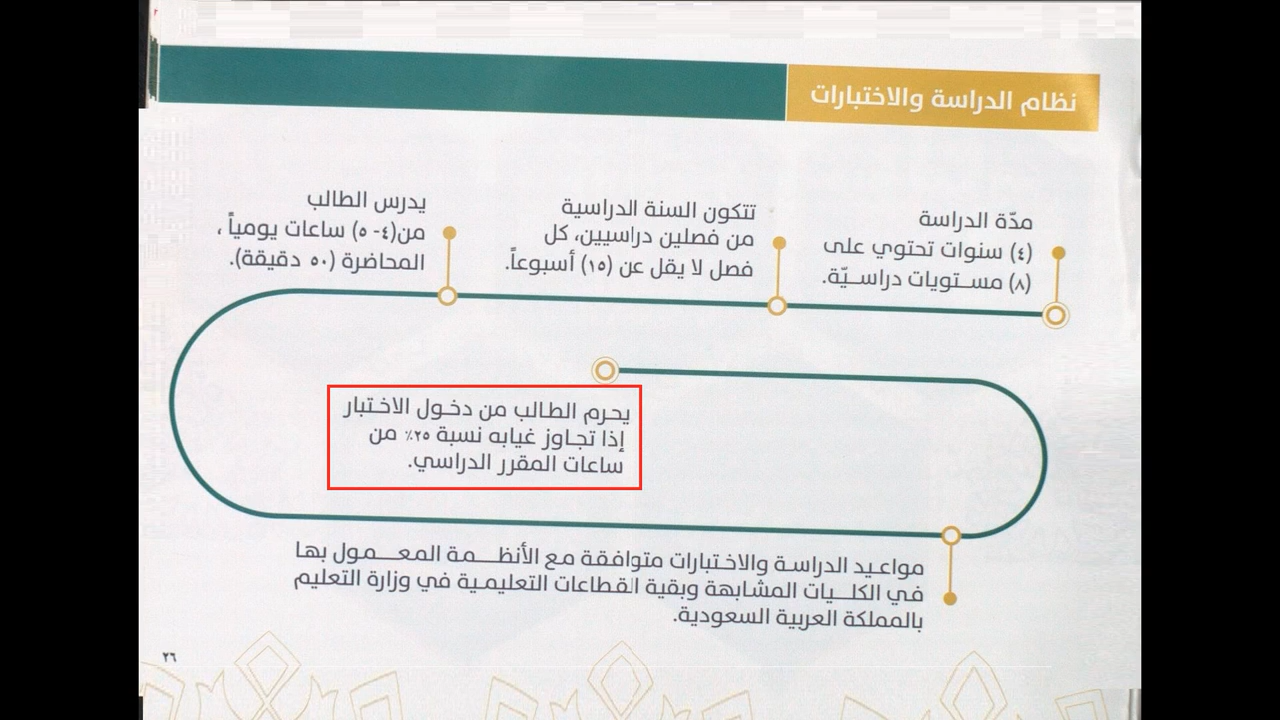 نظام الدراسة والاختبارات
مدّة الدراسة
(٤) سنوات تحتوي على
(٨) مستويات دراسيّة.
تتكون السنة الدراسية
من فصلين دراسيين، كل
فصل لا يقل عن (١٥) أسبوعاً.
يدرس الطالب
من(٤- ٥) ساعات يومياً ،
المحاضرة (٥٠ دقيقة).
مواعيد الدراسة والاختبارات متوافقة مع الأنظمة المعمول بها
في الكليات المشابهة وبقية القطاعات التعليمية في وزارة التعليم
بالمملكة العربية السعودية.
يحرم الطالب من دخول الاختبار
إذا تجاوز غيابه نسبة ٢٥٪ من
ساعات المقرر الدراسي.
٢٦